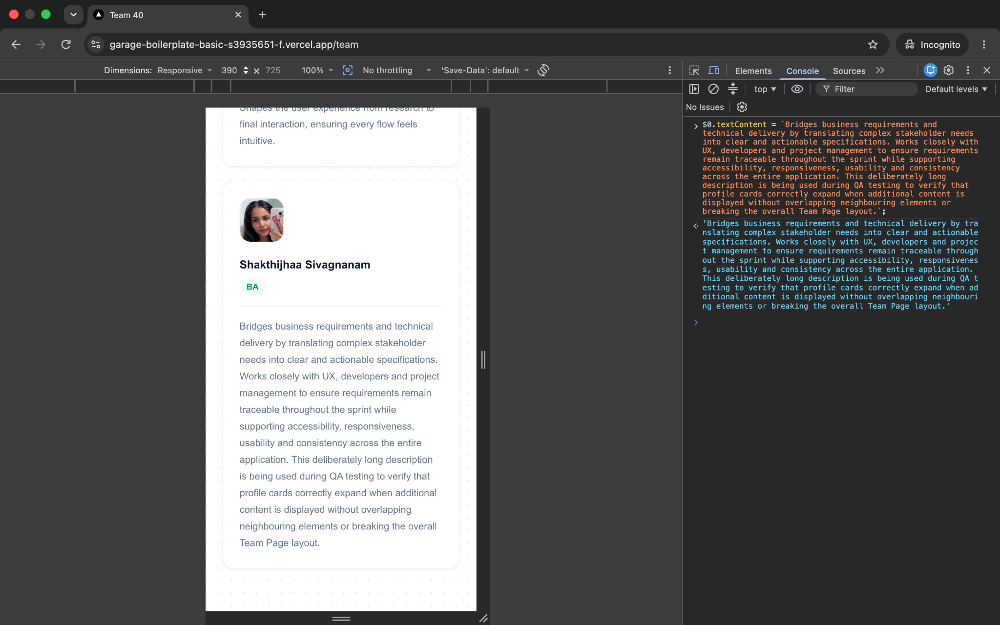 Team 40
garage-boilerplate-basic-s3935651-f.vercel.app/team
Incognito
Dimensions: Responsive 390 x 725 100% No throttling 'Save-Data': default
Elements Console Sources
top Filter Default levels
No Issues
Shapes the user experience from research to
final interaction, ensuring every flow feels
intuitive.
Shakthijhaa Sivagnanam
BA
Bridges business requirements and technical
delivery by translating complex stakeholder
needs into clear and actionable specifications.
Works closely with UX, developers and project
management to ensure requirements remain
traceable throughout the sprint while
supporting accessibility, responsiveness,
usability and consistency across the entire
application. This deliberately long description
is being used during QA testing to verify that
profile cards correctly expand when additional
content is displayed without overlapping
neighbouring elements or breaking the overall
Team Page layout.
$0.textContent = `Bridges business requirements and
technical delivery by translating complex stakeholder needs
into clear and actionable specifications. Works closely with
UX, developers and project management to ensure requirements
remain traceable throughout the sprint while supporting
accessibility, responsiveness, usability and consistency
across the entire application. This deliberately long
description is being used during QA testing to verify that
profile cards correctly expand when additional content is
displayed without overlapping neighbouring elements or
breaking the overall Team Page layout.`;
'Bridges business requirements and technical delivery by tra
nslating complex stakeholder needs into clear and actionable
specifications. Works closely with UX, developers and projec
t management to ensure requirements remain traceable through
out the sprint while supporting accessibility, responsivenes
s, usability and consistency across the entire application.
This deliberately long description is being used during QA t
esting to verify that profile cards correctly expand when ad
ditional content is displayed without overlapping neighbouri
ng elements or breaking the overall Team Page layout.'